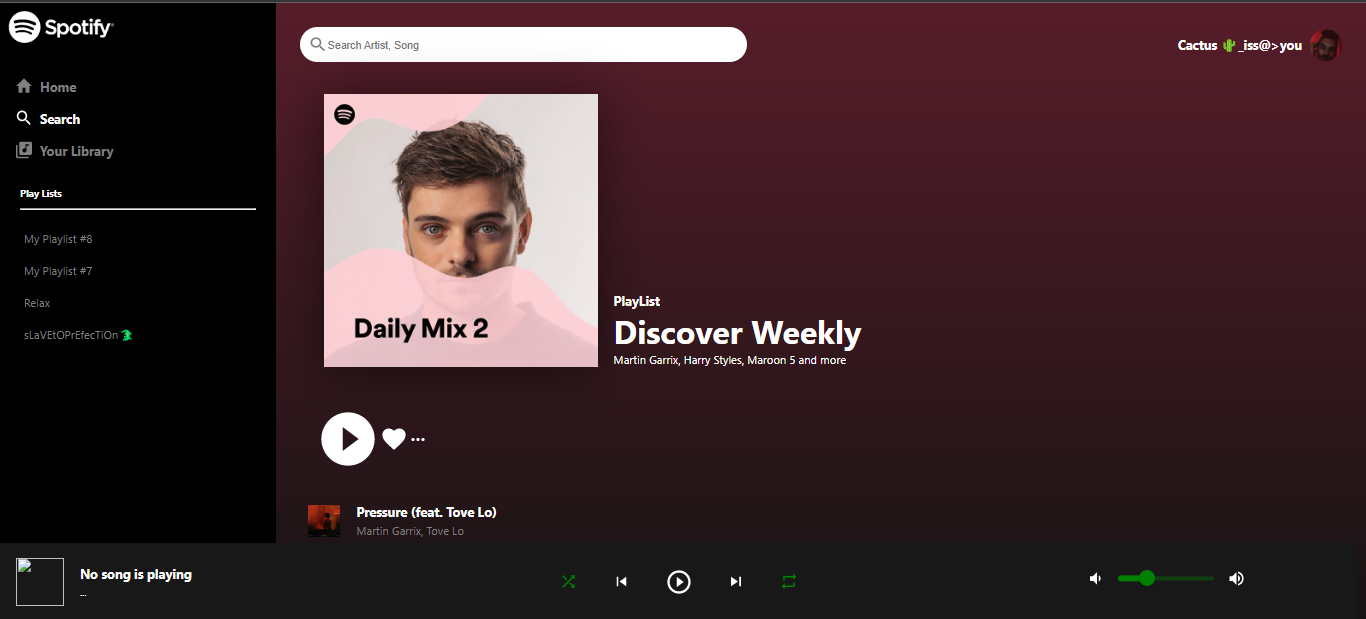 Spotify
Home
Search
Your Library
Play Lists
My Playlist #8
My Playlist #7
Relax
sLaVEtOPrEfecTiOn
Search Artist, Song
Cactus 🌵 _iss@>you
Daily Mix 2
PlayList
Discover Weekly
Martin Garrix, Harry Styles, Maroon 5 and more
Pressure (feat. Tove Lo)
Martin Garrix, Tove Lo
No song is playing
...